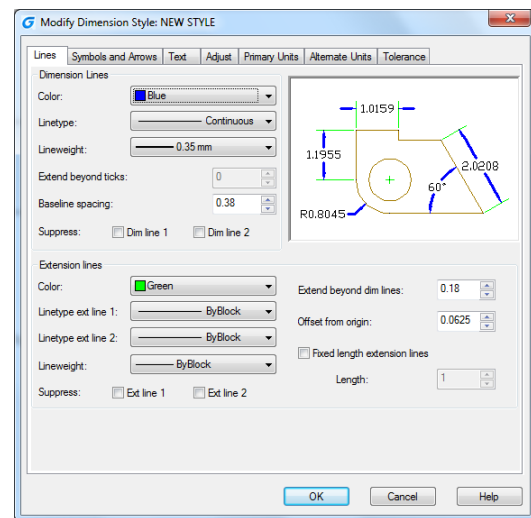 Modify Dimension Style: NEW STYLE
Lines Symbols and Arrows Text Adjust Primary Units Alternate Units Tolerance
Dimension Lines
Color: Blue
Linetype: Continuous
Lineweight: 0.35 mm
Extend beyond ticks: 0
Baseline spacing: 0.38
Suppress: Dim line 1 Dim line 2
1.0159
1.1955
2.0208
60°
R0.8045
Extension lines
Color: Green
Linetype ext line 1: ByBlock
Linetype ext line 2: ByBlock
Lineweight: ByBlock
Suppress: Ext line 1 Ext line 2
Extend beyond dim lines: 0.18
Offset from origin: 0.0625
Fixed length extension lines
Length: 1
OK Cancel Help